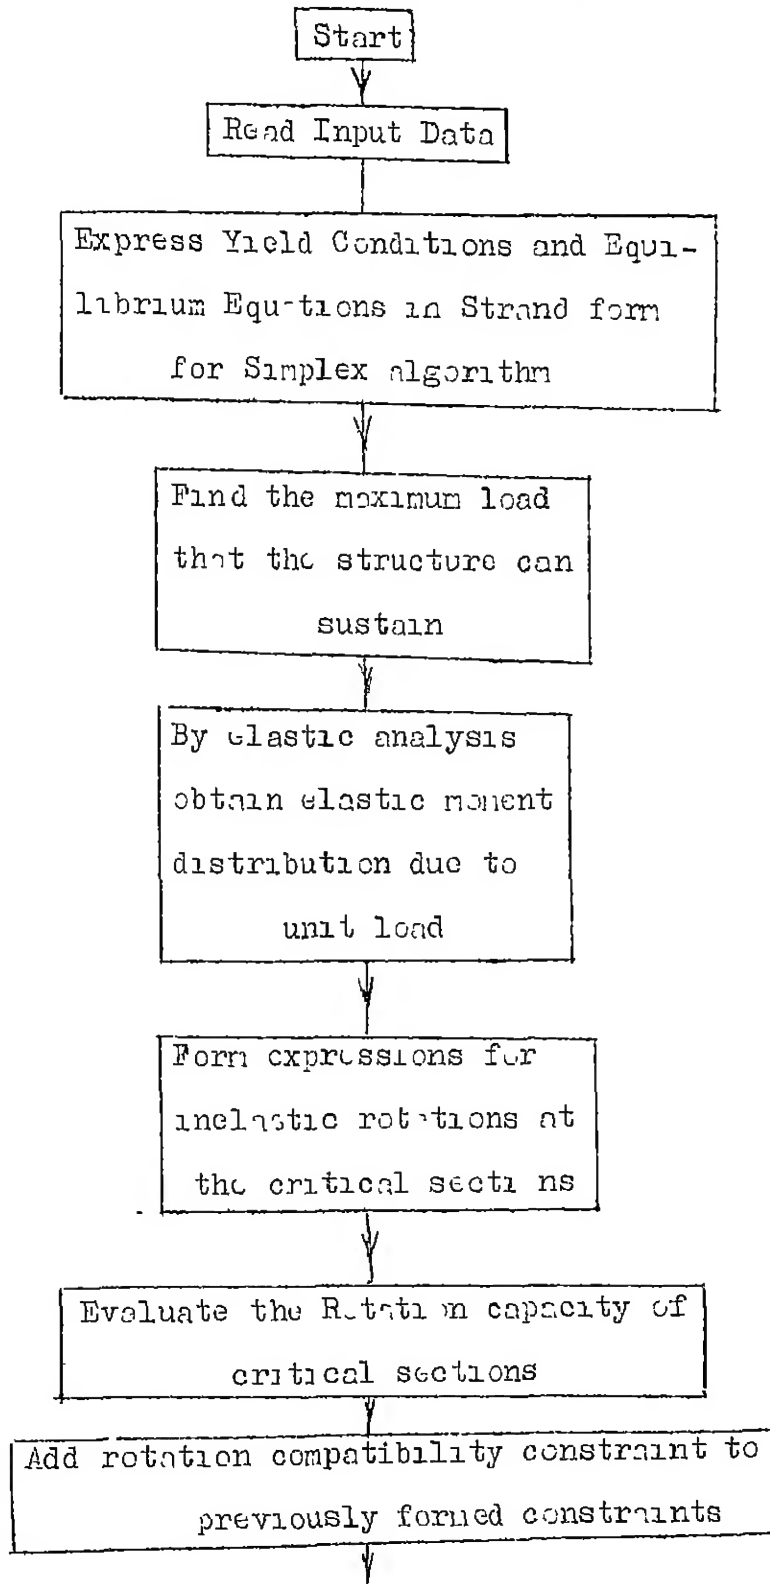 Start
Read Input Data
Express Yield Conditions and Equi-
librium Equations in Strand form
for Simplex algorithm
Find the maximum load
that the structure can
sustain
By elastic analysis
obtain elastic moment
distribution due to
unit load
Form expressions for
inelastic rotations at
the critical sections
Evaluate the Rotation capacity of
critical sections
Add rotation compatibility constraint to
previously formed constraints